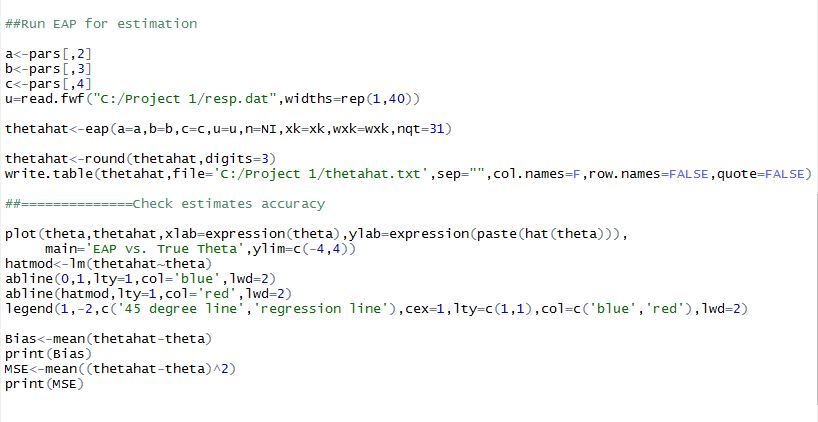 ##Run EAP for estimation
a<-pars[,2]
b<-pars[,3]
c<-pars[,4]
u=read.fwf("C:/Project 1/resp.dat",widths=rep(1,40))
thetahat<-eap(a=a,b=b,c=c,u=u,n=NI,xk=xk,wxk=wxk,nqt=31)
thetahat<-round(thetahat,digits=3)
write.table(thetahat,file='C:/Project 1/thetahat.txt',sep="",col.names=F,row.names=FALSE,quote=FALSE)
##==============Check estimates accuracy
plot(theta,thetahat,xlab=expression(theta),ylab=expression(paste(hat(theta))),
     main='EAP vs. True Theta',ylim=c(-4,4))
hatmod<-lm(thetahat~theta)
abline(0,1,lty=1,col='blue',lwd=2)
abline(hatmod,lty=1,col='red',lwd=2)
legend(1,-2,c('45 degree line','regression line'),cex=1,lty=c(1,1),col=c('blue','red'),lwd=2)
Bias<-mean(thetahat-theta)
print(Bias)
MSE<-mean((thetahat-theta)^2)
print(MSE)